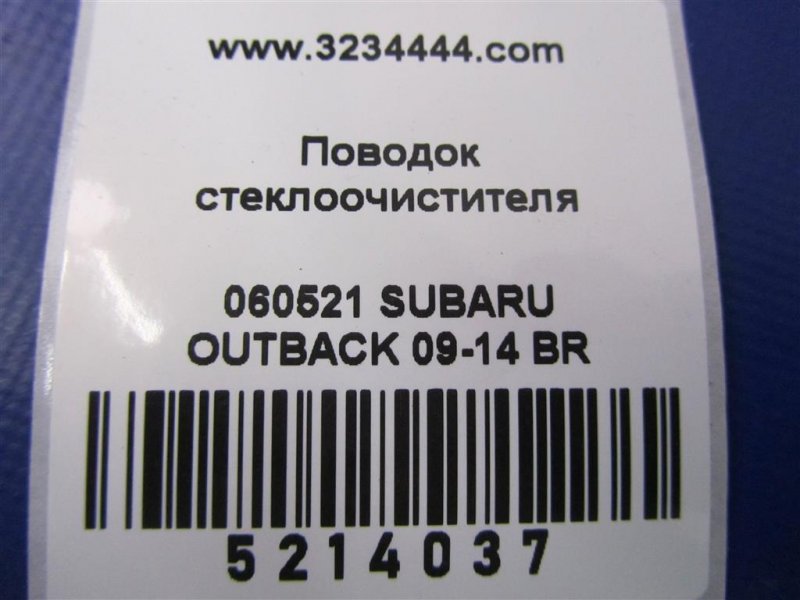 www.3234444.com
Поводок
стеклоочистителя
060521 SUBARU
OUTBACK 09-14 BR
5214037